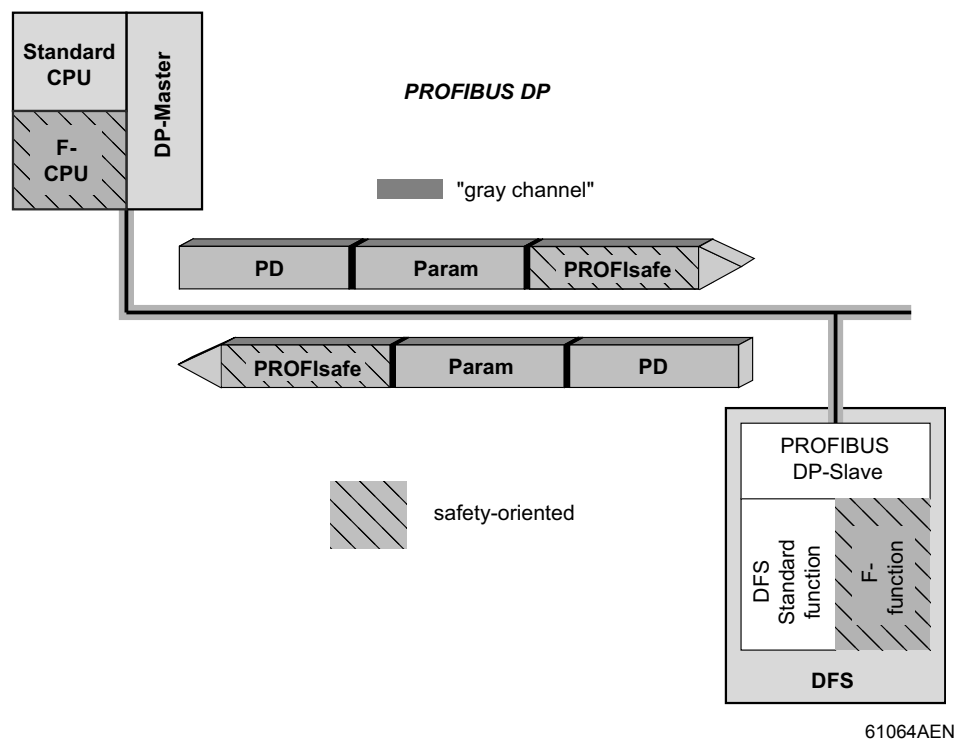 Standard
CPU
DP-Master
F-
CPU
PROFIBUS DP
"gray channel"
PD
Param
PROFIsafe
PROFIsafe
Param
PD
PROFIBUS
DP-Slave
safety-oriented
DFS
Standard
function
F-
function
DFS
61064AEN